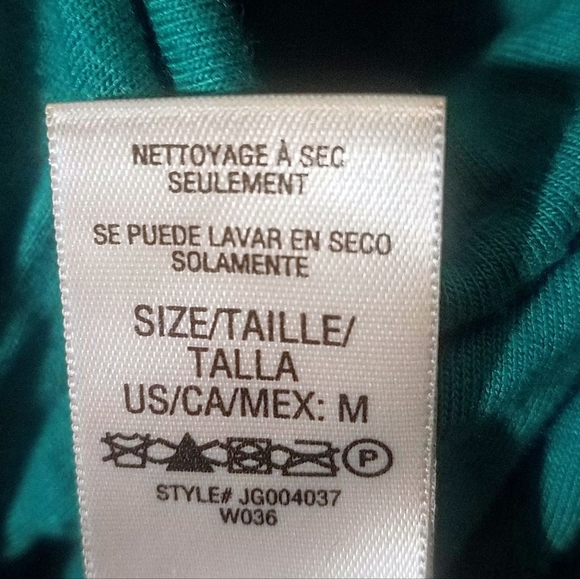 NETTOYAGE À SEC
SEULEMENT
SE PUEDE LAVAR EN SECO
SOLAMENTE
SIZE/TAILLE/
TALLA
US/CA/MEX: M
P
STYLE# JG004037
W036